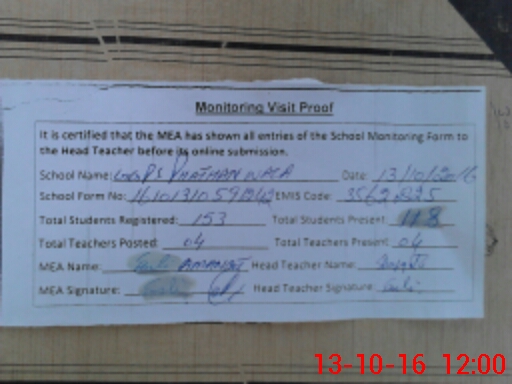 Monitoring Visit Proof
It is certified that the MEA has shown all entries of the School Monitoring Form to
the Head Teacher before its online submission.
School Name: Date: 13/10/2016
School Form No: EMIS Code:
Total Students Registered: 153 Total Students Present: 118
Total Teachers Posted: 04 Total Teachers Present: 04
MEA Name: Head Teacher Name:
MEA Signature: Head Teacher Signature:
13-10-16 12:00